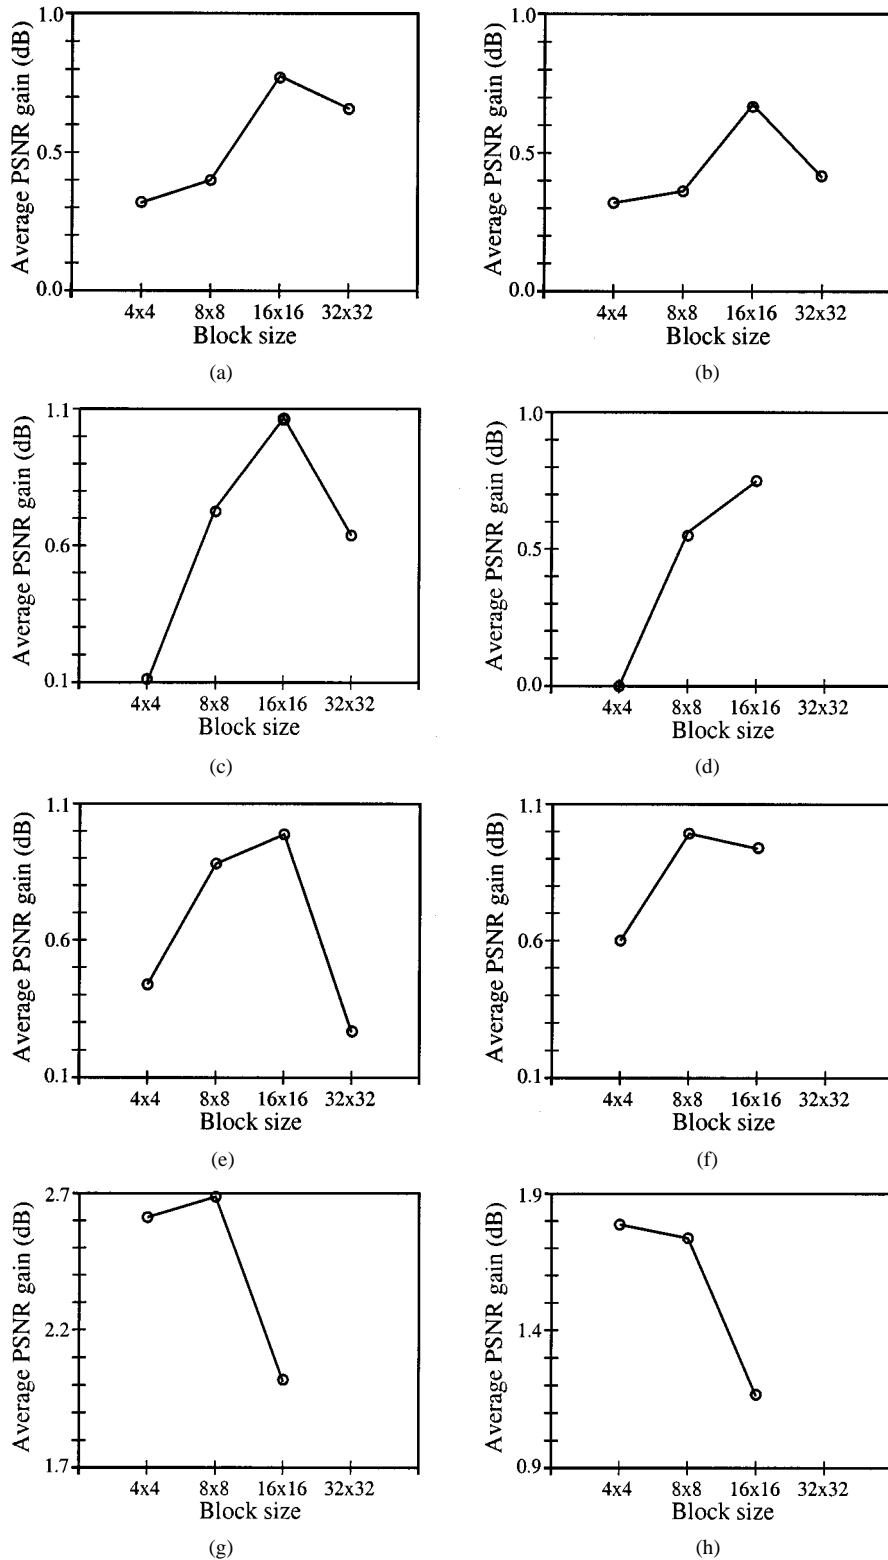 1.0
0.5
0.0
Average PSNR gain (dB)
4x4 8x8 16x16 32x32
Block size
(a)
1.0
0.5
0.0
Average PSNR gain (dB)
4x4 8x8 16x16 32x32
Block size
(b)
1.1
0.6
0.1
Average PSNR gain (dB)
4x4 8x8 16x16 32x32
Block size
(c)
1.0
0.5
0.0
Average PSNR gain (dB)
4x4 8x8 16x16 32x32
Block size
(d)
1.1
0.6
0.1
Average PSNR gain (dB)
4x4 8x8 16x16 32x32
Block size
(e)
1.1
0.6
0.1
Average PSNR gain (dB)
4x4 8x8 16x16 32x32
Block size
(f)
2.7
2.2
1.7
Average PSNR gain (dB)
4x4 8x8 16x16 32x32
Block size
(g)
1.9
1.4
0.9
Average PSNR gain (dB)
4x4 8x8 16x16 32x32
Block size
(h)